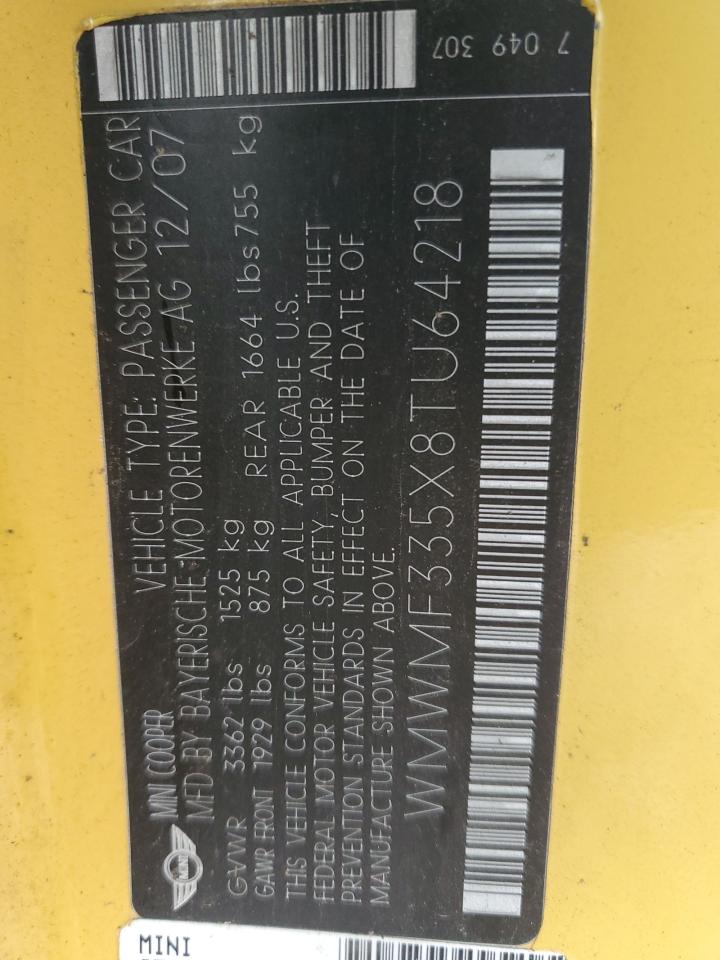 7 049 307
MINI COOPER VEHICLE TYPE: PASSENGER CAR
MFD BY BAYERISCHE MOTORENWERKE AG 12/07
GVWR 3362 lbs 1525 kg
GAWR FRONT 1929 lbs 875 kg REAR 1664 lbs 755 kg
THIS VEHICLE CONFORMS TO ALL APPLICABLE U.S.
FEDERAL MOTOR VEHICLE SAFETY, BUMPER AND THEFT
PREVENTION STANDARDS IN EFFECT ON THE DATE OF
MANUFACTURE SHOWN ABOVE.
WMWMF335X8TU64218
MINI